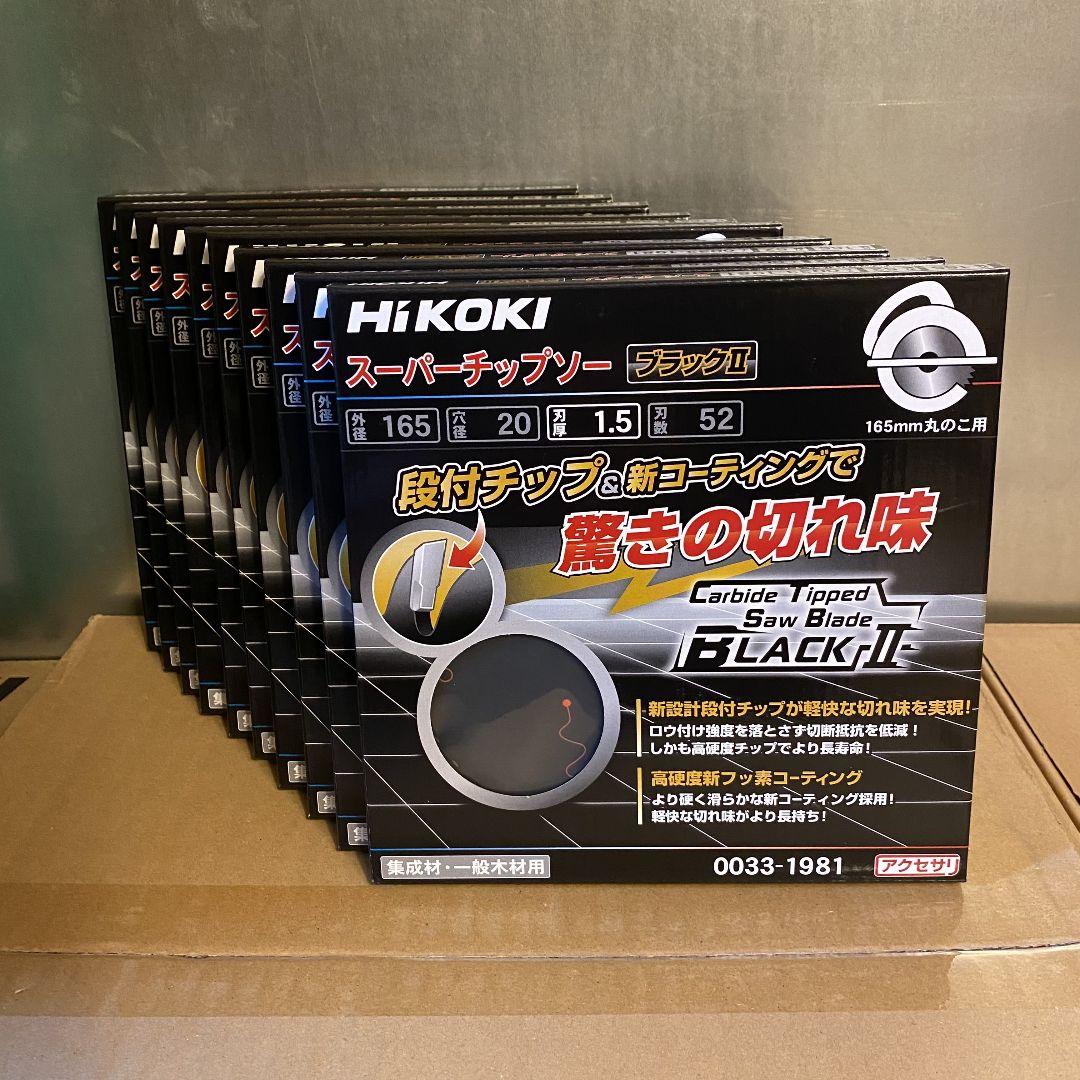 HiKOKI
スーパーチップソー ブラックII
外径 165 穴径 20 刃厚 1.5 刃数 52
165mm丸のこ用
段付チップ&新コーティングで
驚きの切れ味
Carbide Tipped
Saw Blade
BLACK II
新設計段付チップが軽快な切れ味を実現!
ロウ付け強度を落とさず切断抵抗を低減!
しかも高硬度チップでより長寿命!
高硬度新フッ素コーティング
より硬く滑らかな新コーティング採用!
軽快な切れ味がより長持ち!
集成材・一般木材用
0033-1981
アクセサリ